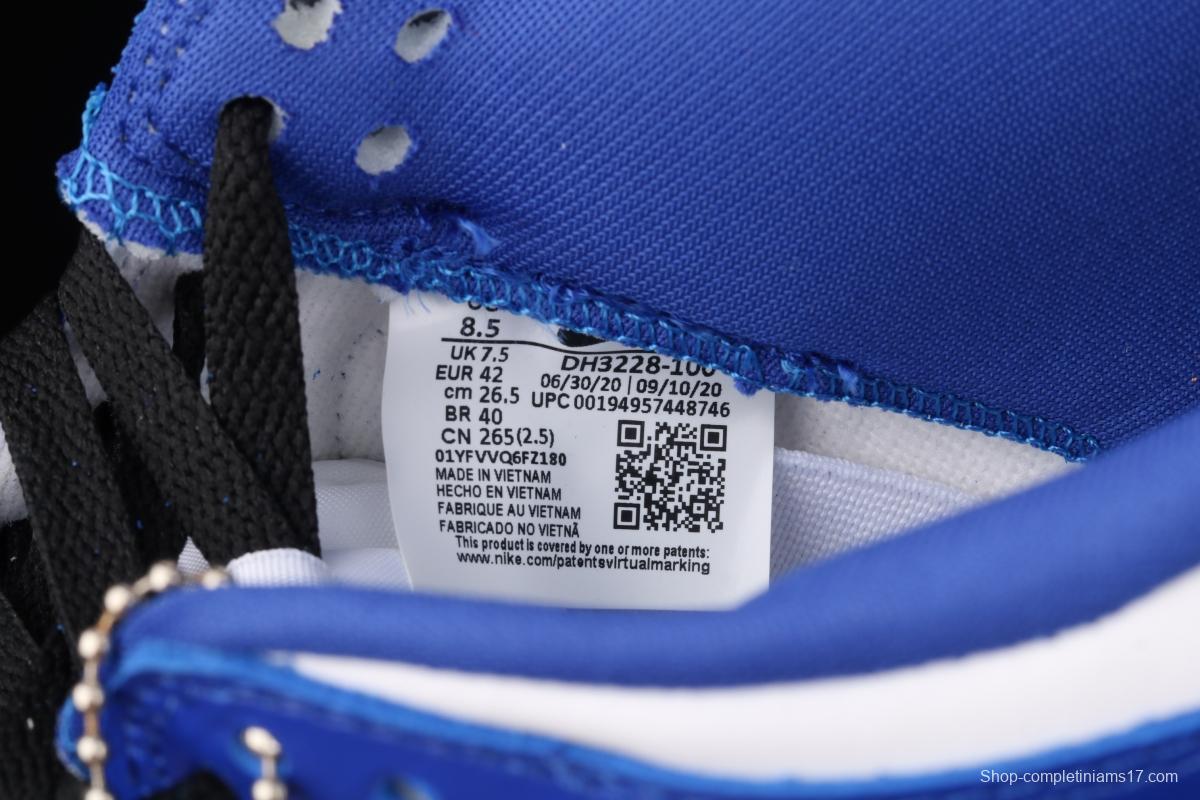 8.5
UK 7.5
EUR 42
cm 26.5
BR 40
CN 265(2.5)
01YFVVQ6FZ180
MADE IN VIETNAM
HECHO EN VIETNAM
FABRIQUE AU VIETNAM
FABRICADO NO VIETNÃ
DH3228-100
06/30/20 | 09/10/20
UPC 00194957448746
This product is covered by one or more patents:
www.nike.com/patentsvirtualmarking
Shop-completiniams17.com